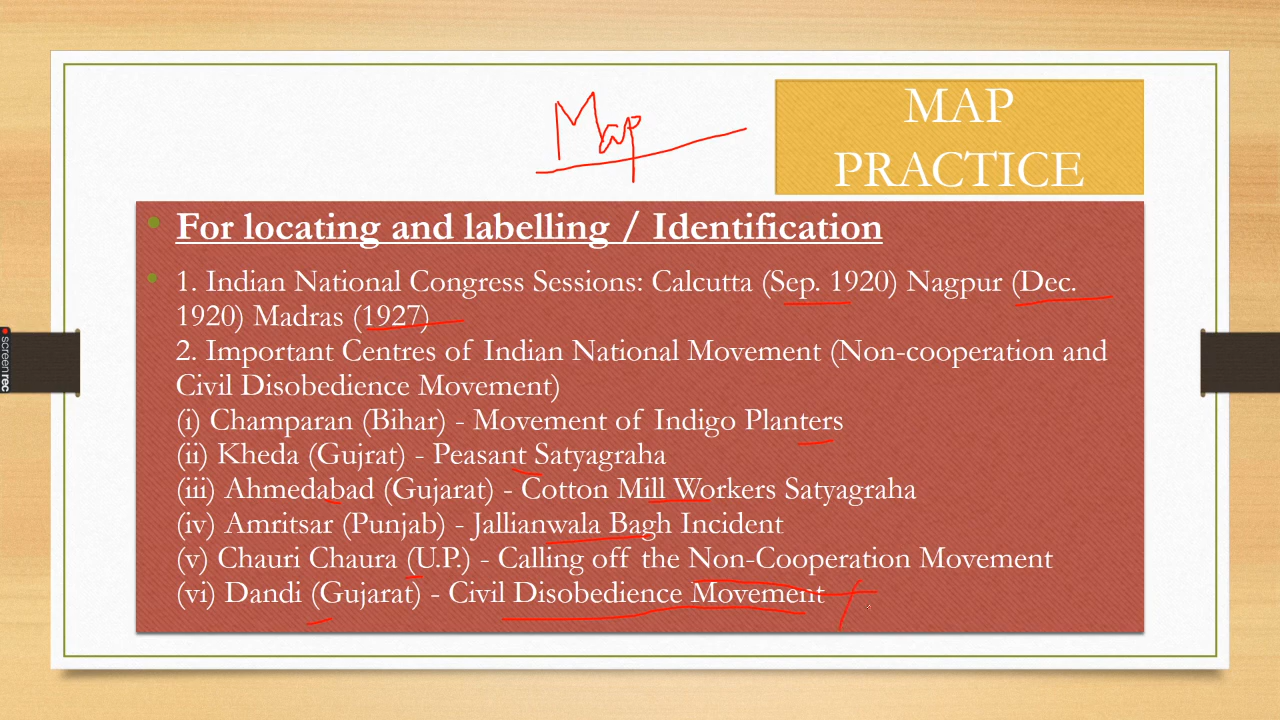 Map
MAP
PRACTICE
For locating and labelling / Identification
1. Indian National Congress Sessions: Calcutta (Sep. 1920) Nagpur (Dec.
1920) Madras (1927)
2. Important Centres of Indian National Movement (Non-cooperation and
Civil Disobedience Movement)
(i) Champaran (Bihar) - Movement of Indigo Planters
(ii) Kheda (Gujrat) - Peasant Satyagraha
(iii) Ahmedabad (Gujarat) - Cotton Mill Workers Satyagraha
(iv) Amritsar (Punjab) - Jallianwala Bagh Incident
(v) Chauri Chaura (U.P.) - Calling off the Non-Cooperation Movement
(vi) Dandi (Gujarat) - Civil Disobedience Movement
screenrec